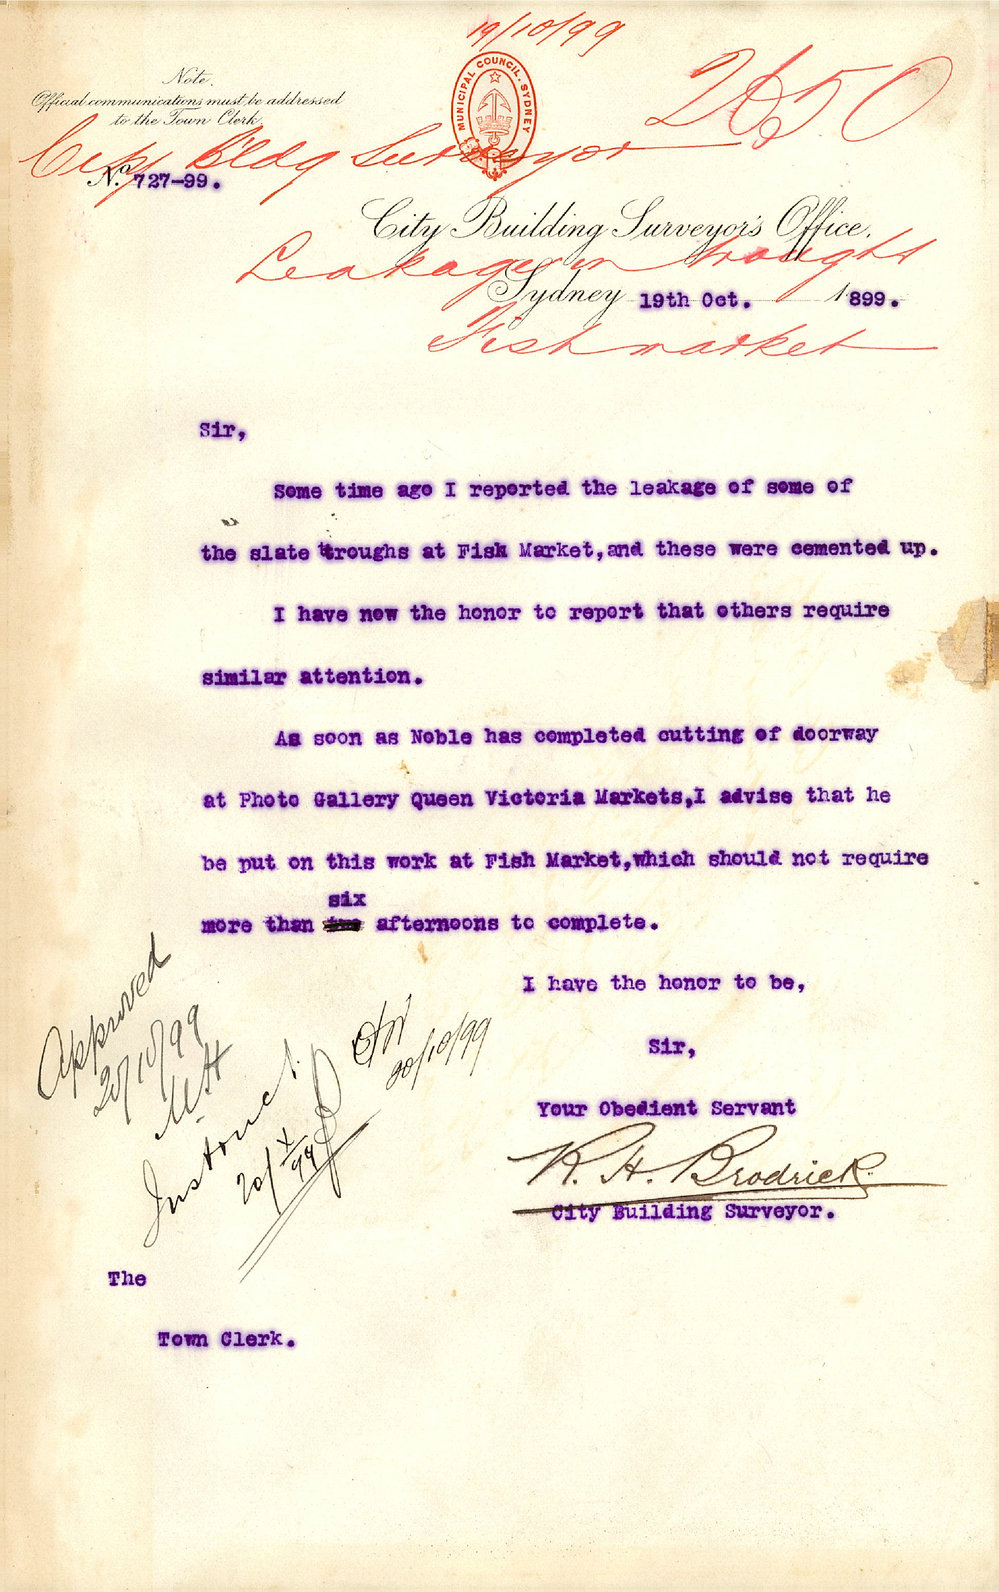 19/10/99
2650
Note.
Official communications must be addressed
to the Town Clerk.
MUNICIPAL COUNCIL. SYDNEY
City Bldg Surveyor
No. 727-99.
City Building Surveyor's Office,
Leakage in troughs
Sydney 19th Oct. 1899.
Fish market
Sir,
Some time ago I reported the leakage of some of
the slate troughs at Fish Market,and these were cemented up.
I have now the honor to report that others require
similar attention.
As soon as Noble has completed cutting of doorway
at Photo Gallery Queen Victoria Markets,I advise that he
be put on this work at Fish Market,which should not require
six
more than afternoons to complete.
I have the honor to be,
Sir,
Your Obedient Servant
R. H. Brodrick
City Building Surveyor.
Approved
20/10/99
Instruct
20/X/99
20/10/99
The
Town Clerk.